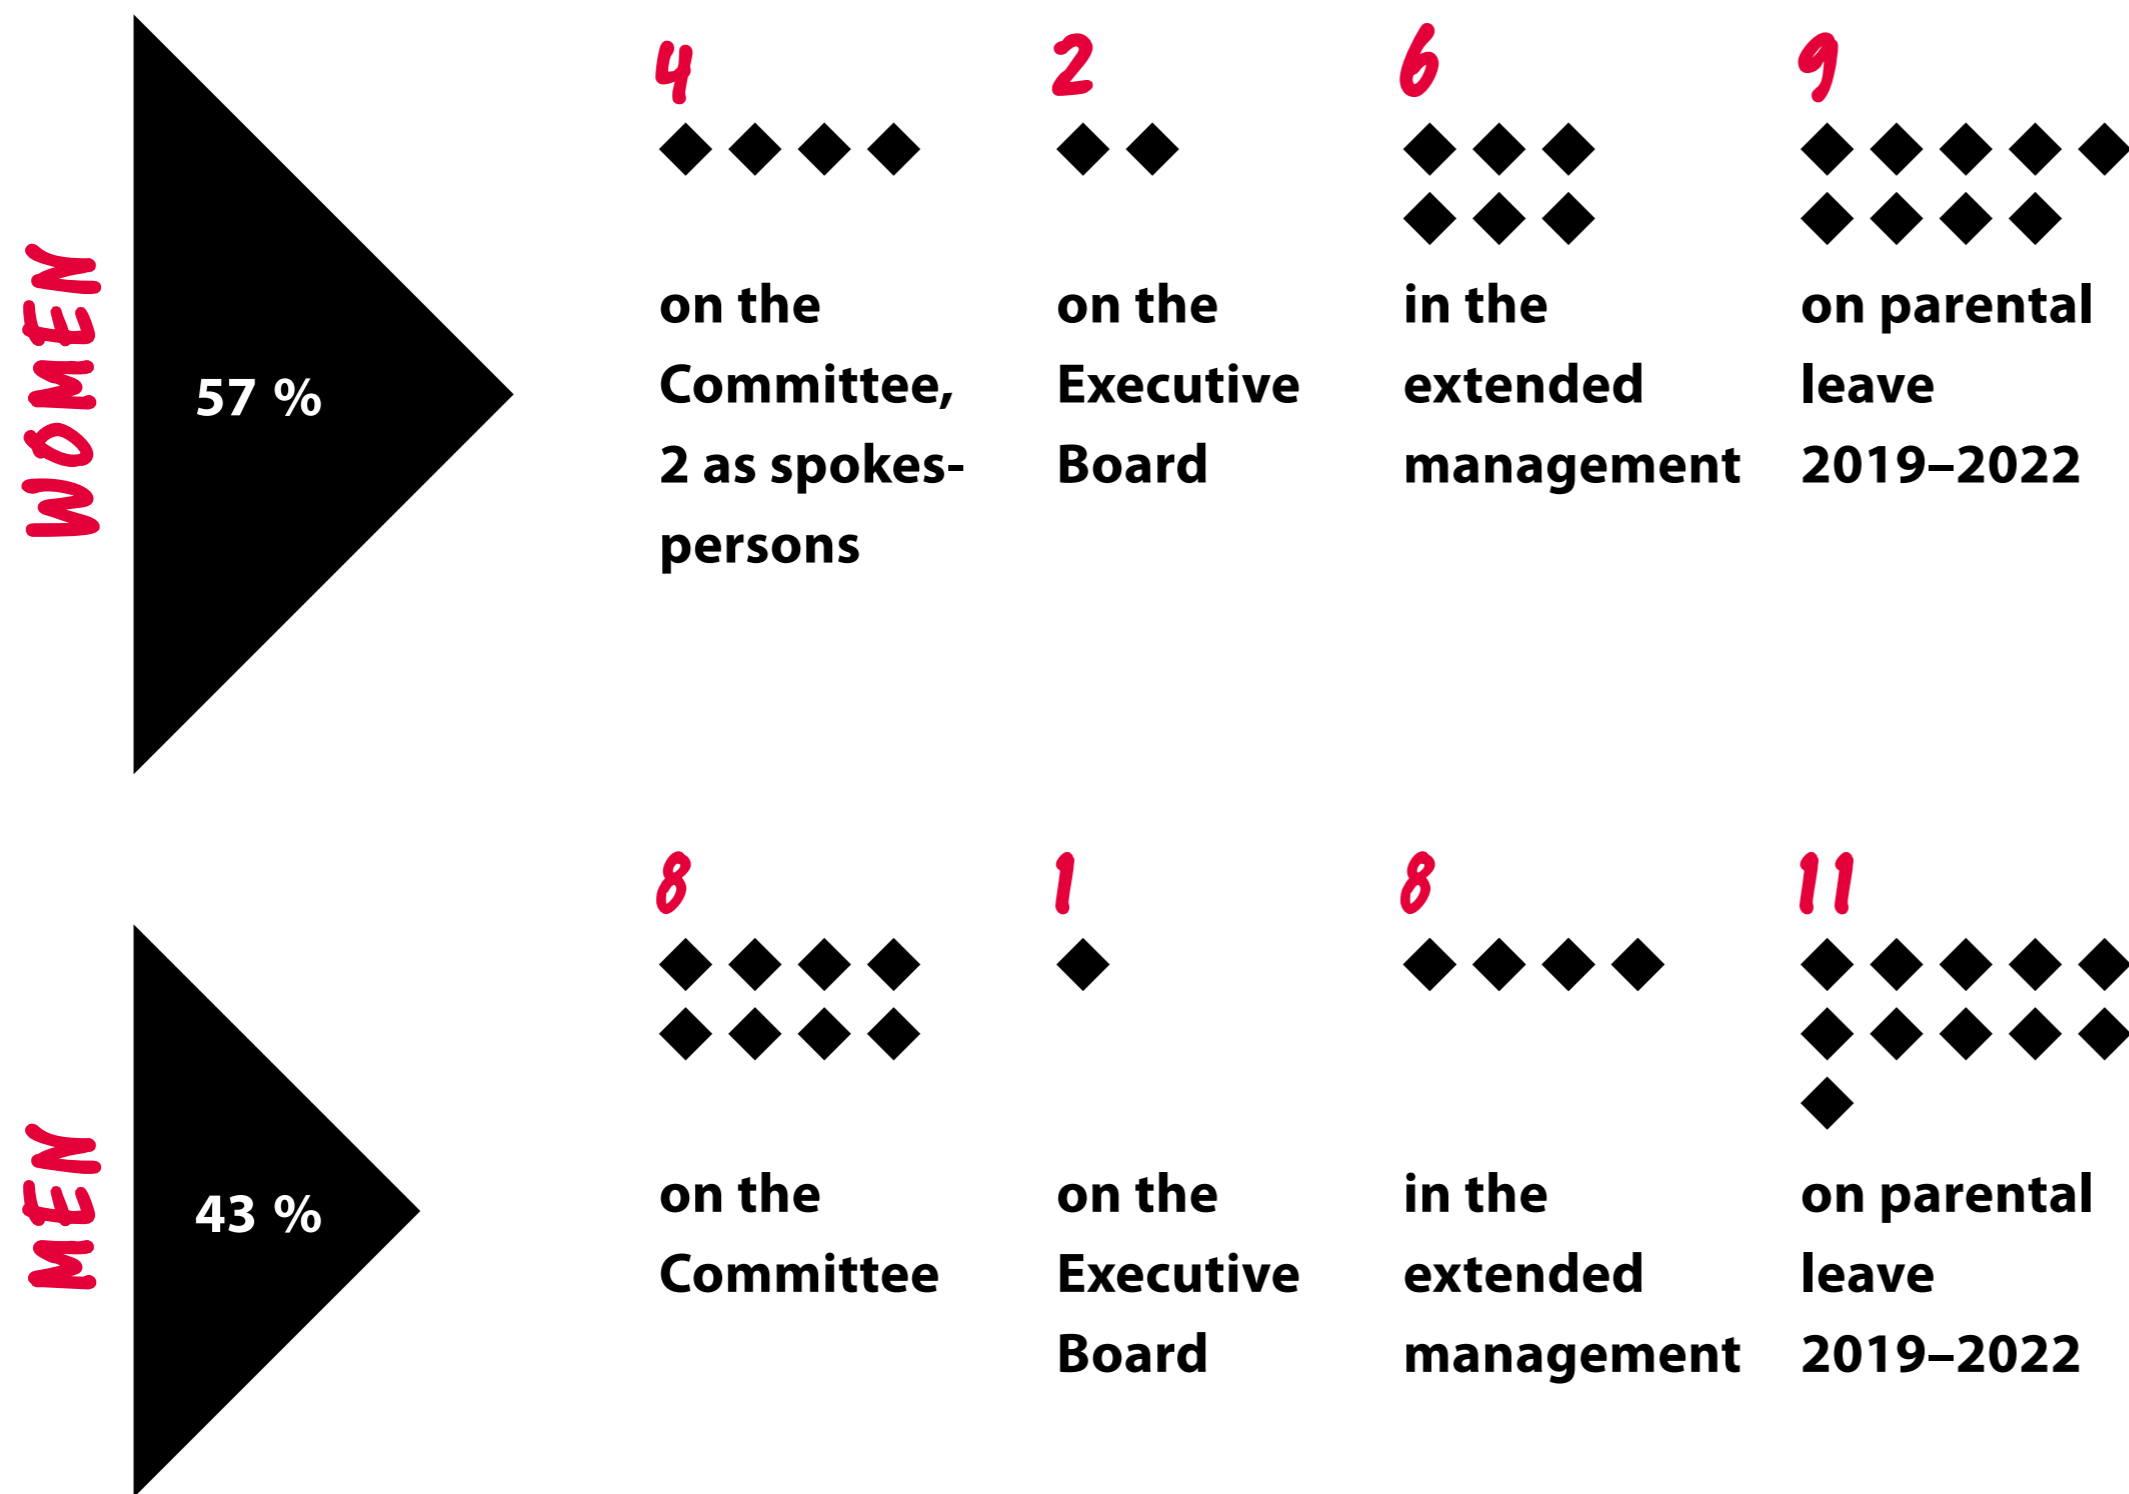 WOMEN
57 %
4
on the
Committee,
2 as spokes-
persons
2
on the
Executive
Board
6
in the
extended
management
9
on parental
leave
2019–2022
MEN
43 %
8
on the
Committee
1
on the
Executive
Board
8
in the
extended
management
11
on parental
leave
2019–2022